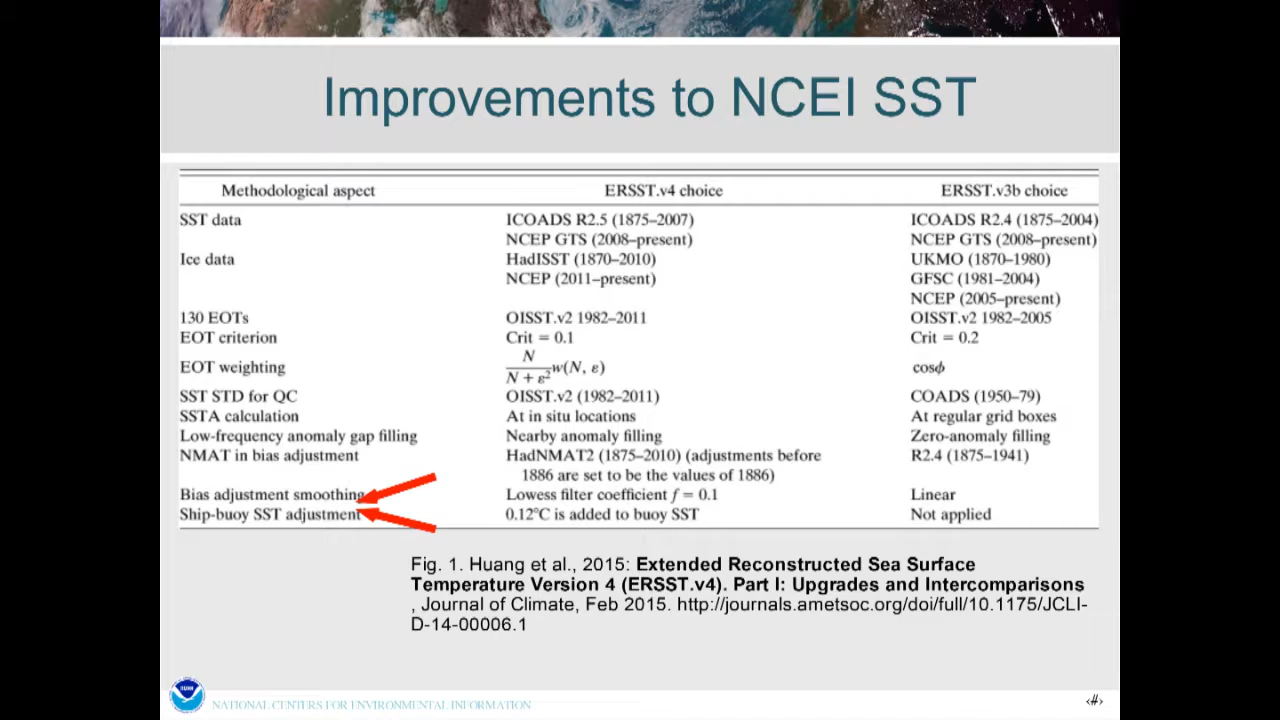 Improvements to NCEI SST
Methodological aspect ERSST.v4 choice ERSST.v3b choice
SST data ICOADS R2.5 (1875–2007) ICOADS R2.4 (1875–2004)
NCEP GTS (2008–present) NCEP GTS (2008–present)
Ice data HadISST (1870–2010) UKMO (1870–1980)
NCEP (2011–present) GFSC (1981–2004)
NCEP (2005–present)
130 EOTs OISST.v2 1982–2011 OISST.v2 1982–2005
EOT criterion Crit = 0.1 Crit = 0.2
EOT weighting N / N + ε² w(N, ε) cosϕ
SST STD for QC OISST.v2 (1982–2011) COADS (1950–79)
SSTA calculation At in situ locations At regular grid boxes
Low-frequency anomaly gap filling Nearby anomaly filling Zero-anomaly filling
NMAT in bias adjustment HadNMAT2 (1875–2010) (adjustments before R2.4 (1875–1941)
1886 are set to be the values of 1886)
Bias adjustment smoothing Lowess filter coefficient f = 0.1 Linear
Ship-buoy SST adjustment 0.12°C is added to buoy SST Not applied
Fig. 1. Huang et al., 2015: Extended Reconstructed Sea Surface
Temperature Version 4 (ERSST.v4). Part I: Upgrades and Intercomparisons
, Journal of Climate, Feb 2015. http://journals.ametsoc.org/doi/full/10.1175/JCLI-
D-14-00006.1
NATIONAL CENTERS FOR ENVIRONMENTAL INFORMATION
‹#›